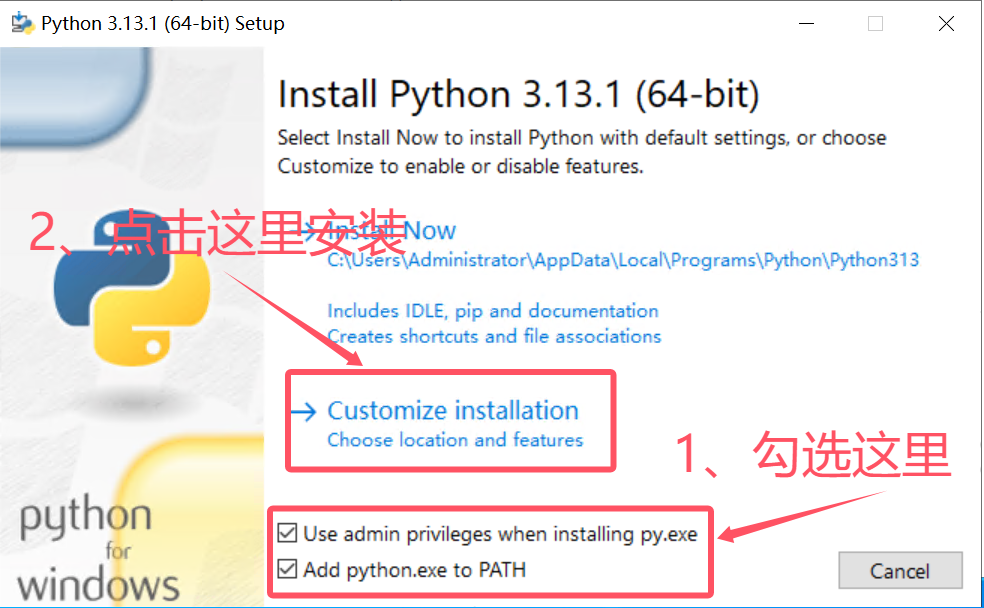 Python 3.13.1 (64-bit) Setup
Install Python 3.13.1 (64-bit)
Select Install Now to install Python with default settings, or choose
Customize to enable or disable features.
2、点击这里安装
Install Now
C:\Users\Administrator\AppData\Local\Programs\Python\Python313
Includes IDLE, pip and documentation
Creates shortcuts and file associations
Customize installation
Choose location and features
1、勾选这里
Use admin privileges when installing py.exe
Add python.exe to PATH
Cancel
python
for
windows